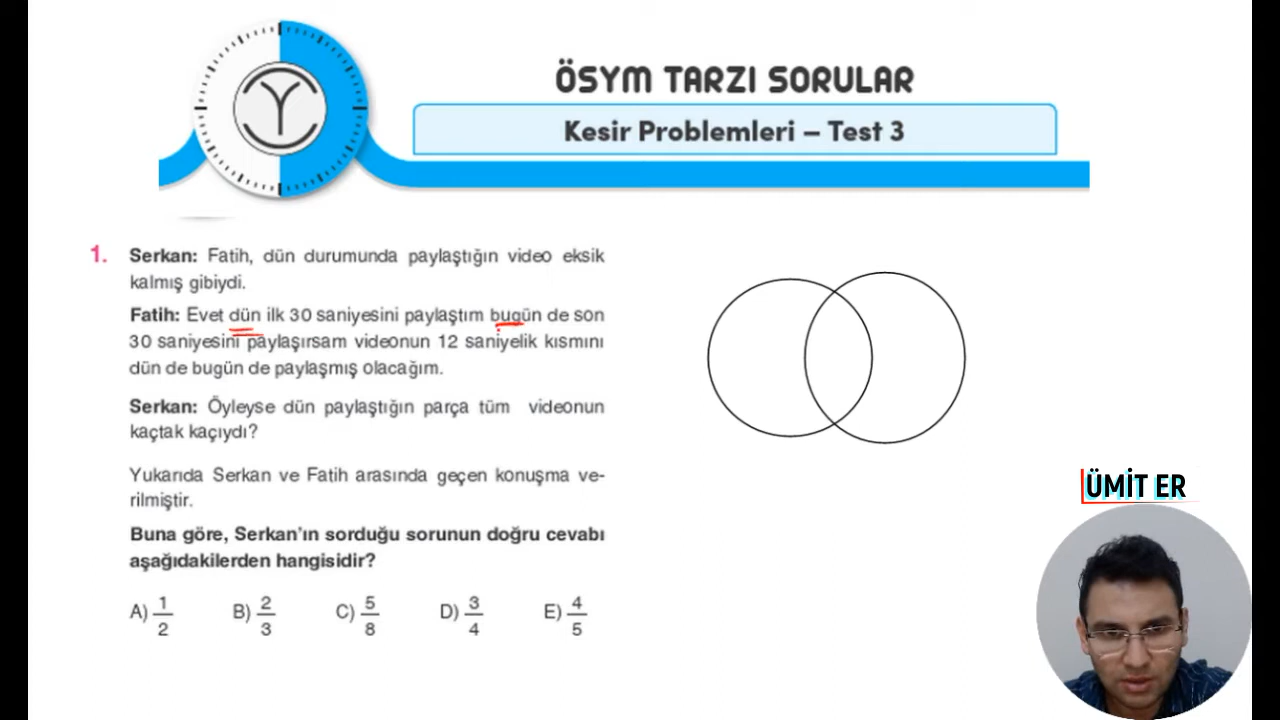 ÖSYM TARZI SORULAR
Kesir Problemleri – Test 3
1. Serkan: Fatih, dün durumunda paylaştığın video eksik
kalmış gibiydi.
Fatih: Evet dün ilk 30 saniyesini paylaştım bugün de son
30 saniyesini paylaşırsam videonun 12 saniyelik kısmını
dün de bugün de paylaşmış olacağım.
Serkan: Öyleyse dün paylaştığın parça tüm videonun
kaçtak kaçıydı?
Yukarıda Serkan ve Fatih arasında geçen konuşma ve-
rilmiştir.
Buna göre, Serkan'ın sorduğu sorunun doğru cevabı
aşağıdakilerden hangisidir?
A) 1/2 B) 2/3 C) 5/8 D) 3/4 E) 4/5
ÜMİT ER